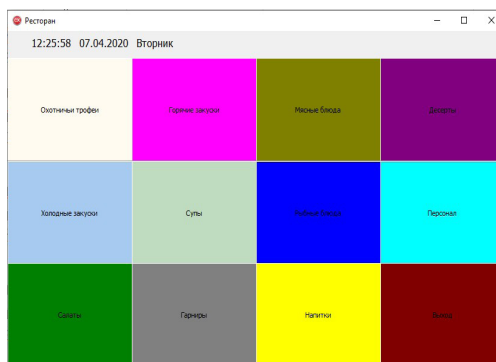 Ресторан
12:25:58 07.04.2020 Вторник
Охотничьи трофеи
Горячие закуски
Мясные блюда
Десерты
Холодные закуски
Супы
Рыбные блюда
Персонал
Салаты
Гарниры
Напитки
Выход